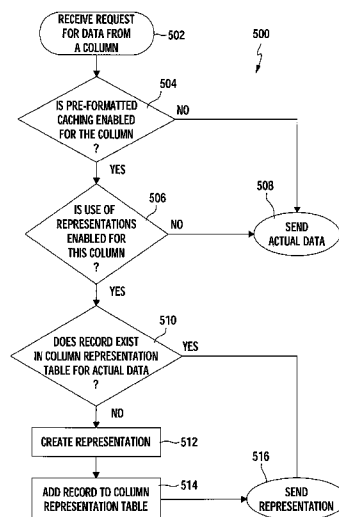 RECEIVE REQUEST
FOR DATA FROM
A COLUMN
502
500
504
IS PRE-FORMATTED
CACHING ENABLED
FOR THE COLUMN
?
NO
YES
506
IS USE OF
REPRESENTATIONS
ENABLED FOR
THIS COLUMN
?
NO
508
SEND
ACTUAL DATA
YES
510
DOES RECORD EXIST
IN COLUMN REPRESENTATION
TABLE FOR ACTUAL DATA
?
YES
NO
CREATE REPRESENTATION
512
514
ADD RECORD TO COLUMN
REPRESENTATION TABLE
516
SEND
REPRESENTATION